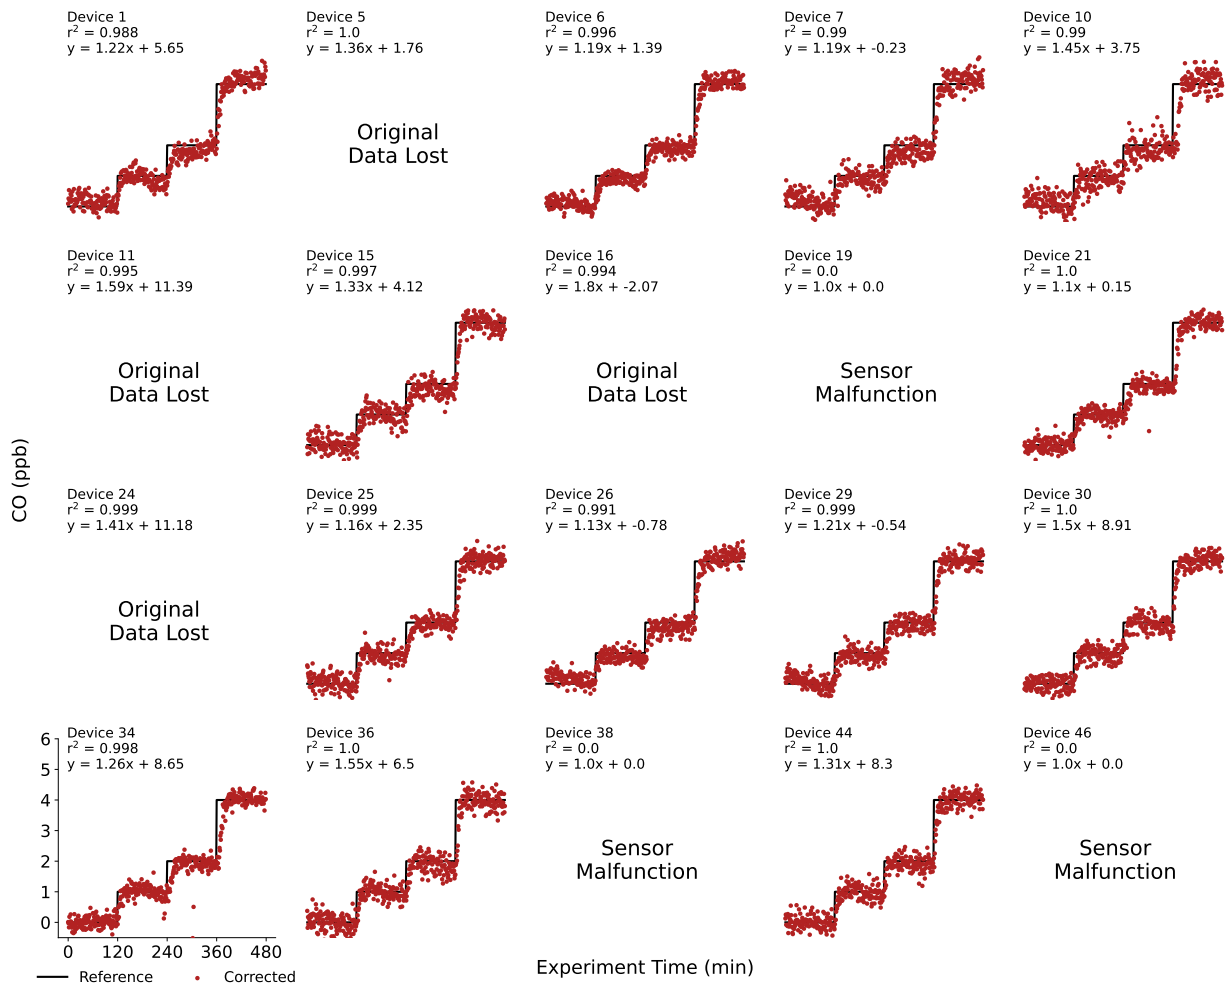 Device 1
r² = 0.988
y = 1.22x + 5.65
Device 5
r² = 1.0
y = 1.36x + 1.76
Original
Data Lost
Device 6
r² = 0.996
y = 1.19x + 1.39
Device 7
r² = 0.99
y = 1.19x + -0.23
Device 10
r² = 0.99
y = 1.45x + 3.75
Device 11
r² = 0.995
y = 1.59x + 11.39
Original
Data Lost
Device 15
r² = 0.997
y = 1.33x + 4.12
Device 16
r² = 0.994
y = 1.8x + -2.07
Original
Data Lost
Device 19
r² = 0.0
y = 1.0x + 0.0
Sensor
Malfunction
Device 21
r² = 1.0
y = 1.1x + 0.15
CO (ppb)
Device 24
r² = 0.999
y = 1.41x + 11.18
Original
Data Lost
Device 25
r² = 0.999
y = 1.16x + 2.35
Device 26
r² = 0.991
y = 1.13x + -0.78
Device 29
r² = 0.999
y = 1.21x + -0.54
Device 30
r² = 1.0
y = 1.5x + 8.91
Device 34
r² = 0.998
y = 1.26x + 8.65
6
5
4
3
2
1
0
0 120 240 360 480
Device 36
r² = 1.0
y = 1.55x + 6.5
Device 38
r² = 0.0
y = 1.0x + 0.0
Sensor
Malfunction
Device 44
r² = 1.0
y = 1.31x + 8.3
Device 46
r² = 0.0
y = 1.0x + 0.0
Sensor
Malfunction
Experiment Time (min)
Reference Corrected